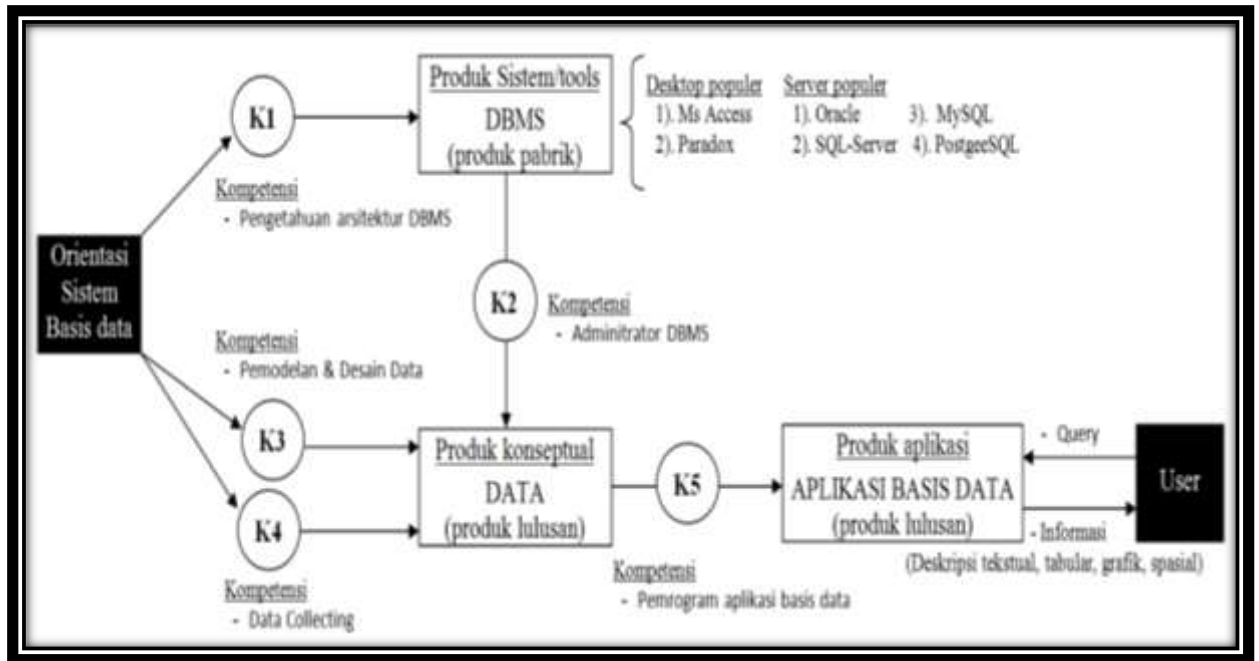 Produk Sistem/tools
DBMS
(produk pabrik)
Desktop populer
1). Ms Access
2). Paradox
Server populer
1). Oracle
2). SQL-Server
3). MySQL
4). PostgeeSQL
K1
Kompetensi
- Pengetahuan arsitektur DBMS
Orientasi
Sistem
Basis data
K2
Kompetensi
- Adminitrator DBMS
Kompetensi
- Pemodelan & Desain Data
K3
K4
Kompetensi
- Data Collecting
Produk konseptual
DATA
(produk lulusan)
K5
Kompetensi
- Pemrogram aplikasi basis data
Produk aplikasi
APLIKASI BASIS DATA
(produk lulusan)
- Query
User
- Informasi
(Deskripsi tekstual, tabular, grafik, spasial)